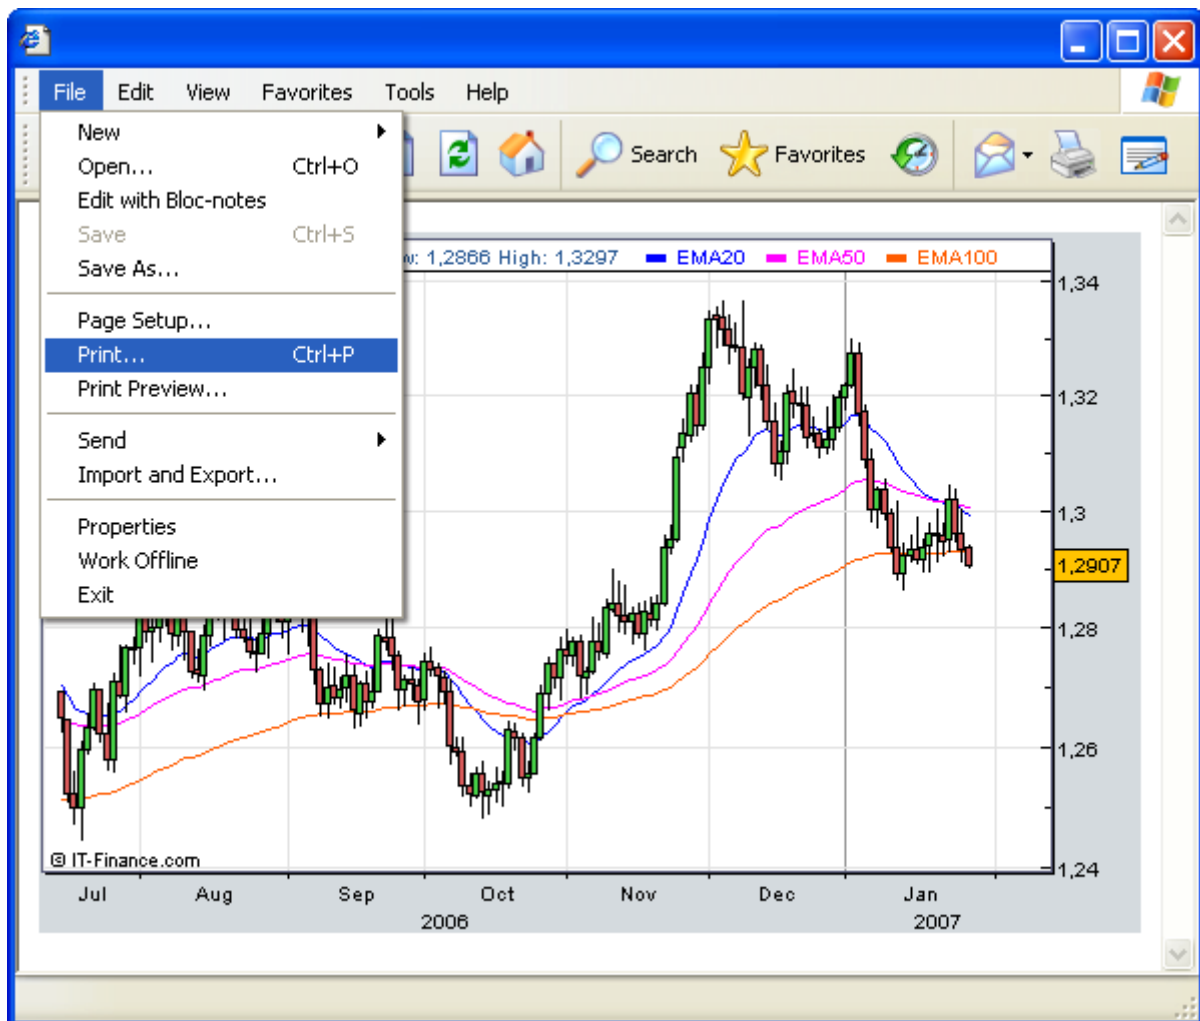 File Edit View Favorites Tools Help
New
Open... Ctrl+O
Edit with Bloc-notes
Save Ctrl+S
Save As...
Page Setup...
Print... Ctrl+P
Print Preview...
Send
Import and Export...
Properties
Work Offline
Exit
Search Favorites
1,2866 High: 1,3297 EMA20 EMA50 EMA100
1,34
1,32
1,3
1,2907
1,28
1,26
1,24
© IT-Finance.com
Jul Aug Sep Oct Nov Dec Jan
2006 2007